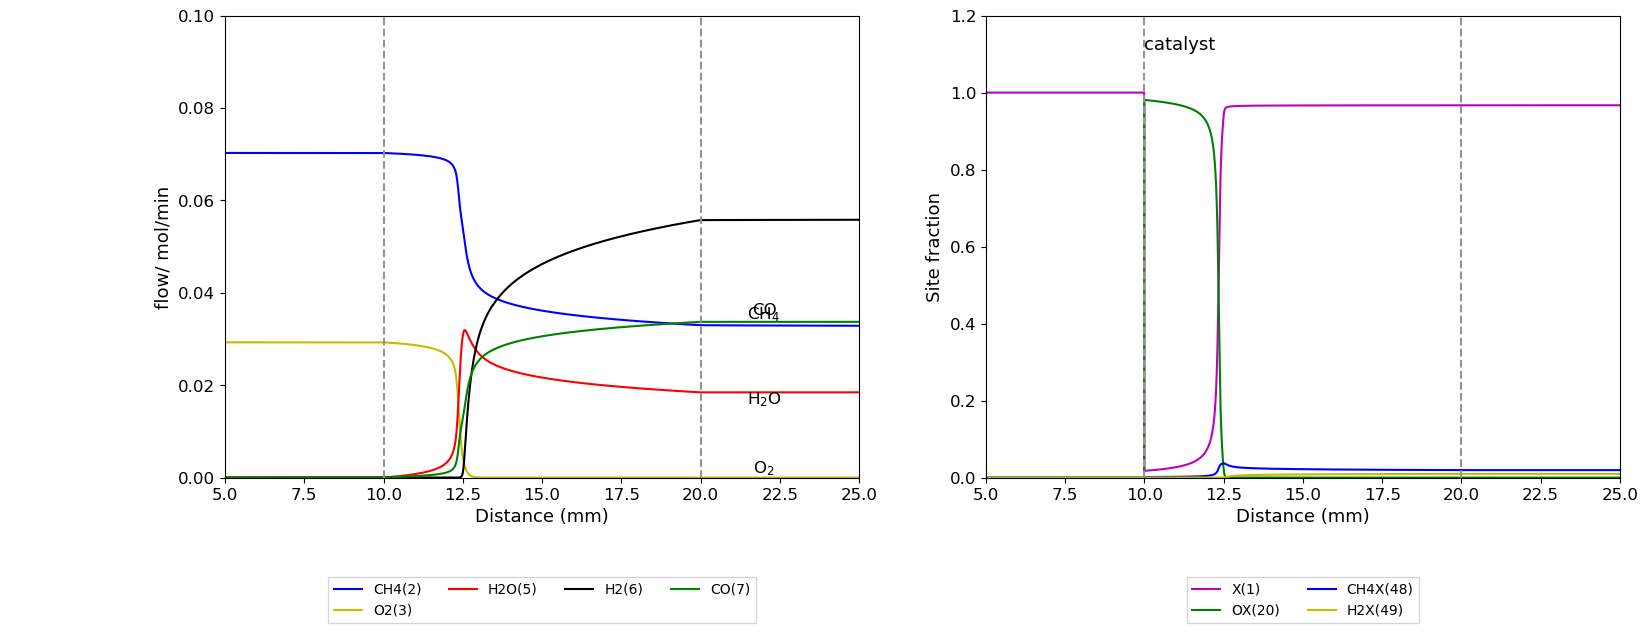 0.10
0.08
0.06
0.04
0.02
0.00
flow/ mol/min
CO
CH4
H2O
O2
5.0 7.5 10.0 12.5 15.0 17.5 20.0 22.5 25.0
Distance (mm)
CH4(2) H2O(5) H2(6) CO(7)
O2(3)
1.2
1.0
0.8
0.6
0.4
0.2
0.0
Site fraction
catalyst
5.0 7.5 10.0 12.5 15.0 17.5 20.0 22.5 25.0
Distance (mm)
X(1) CH4X(48)
OX(20) H2X(49)